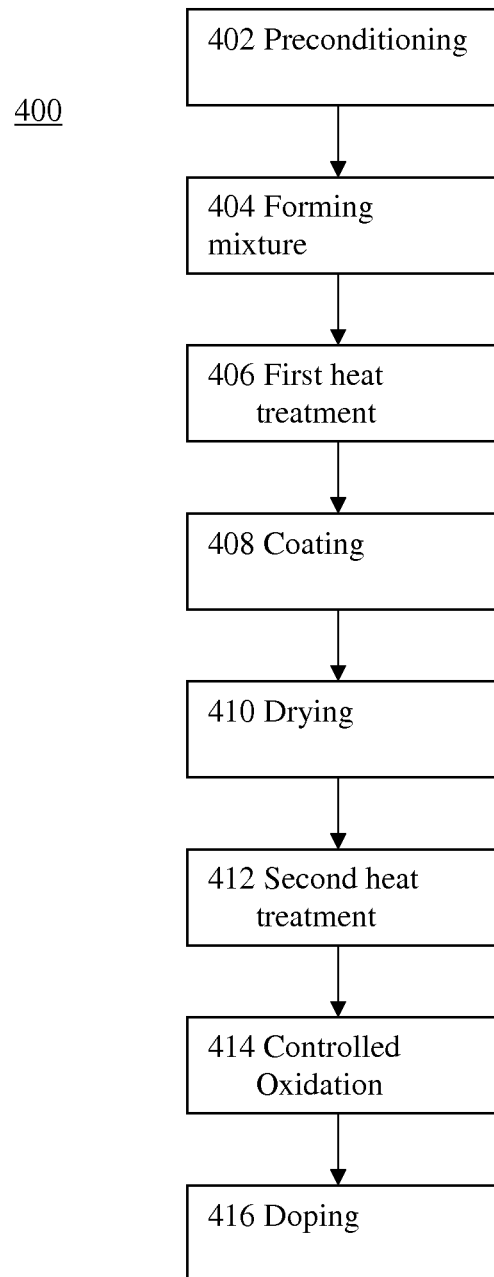 402 Preconditioning
400
404 Forming
mixture
406 First heat
treatment
408 Coating
410 Drying
412 Second heat
treatment
414 Controlled
Oxidation
416 Doping